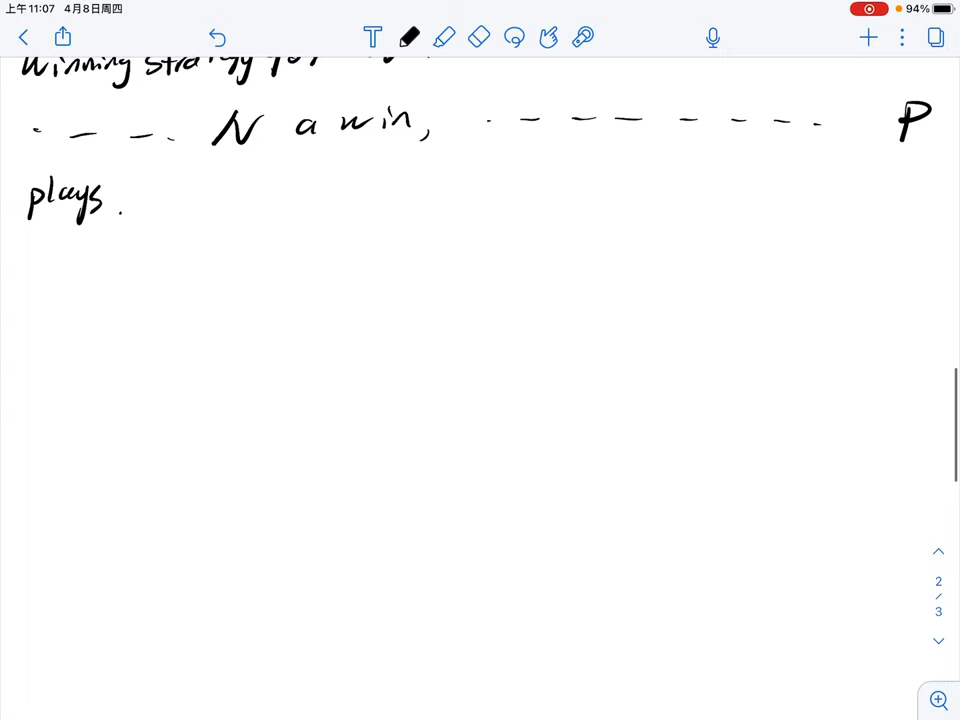 上午11:07 4月8日周四
94%
T
winning strategy for
- - - - N a win, - - - - - - - - P
plays.
2
/
3